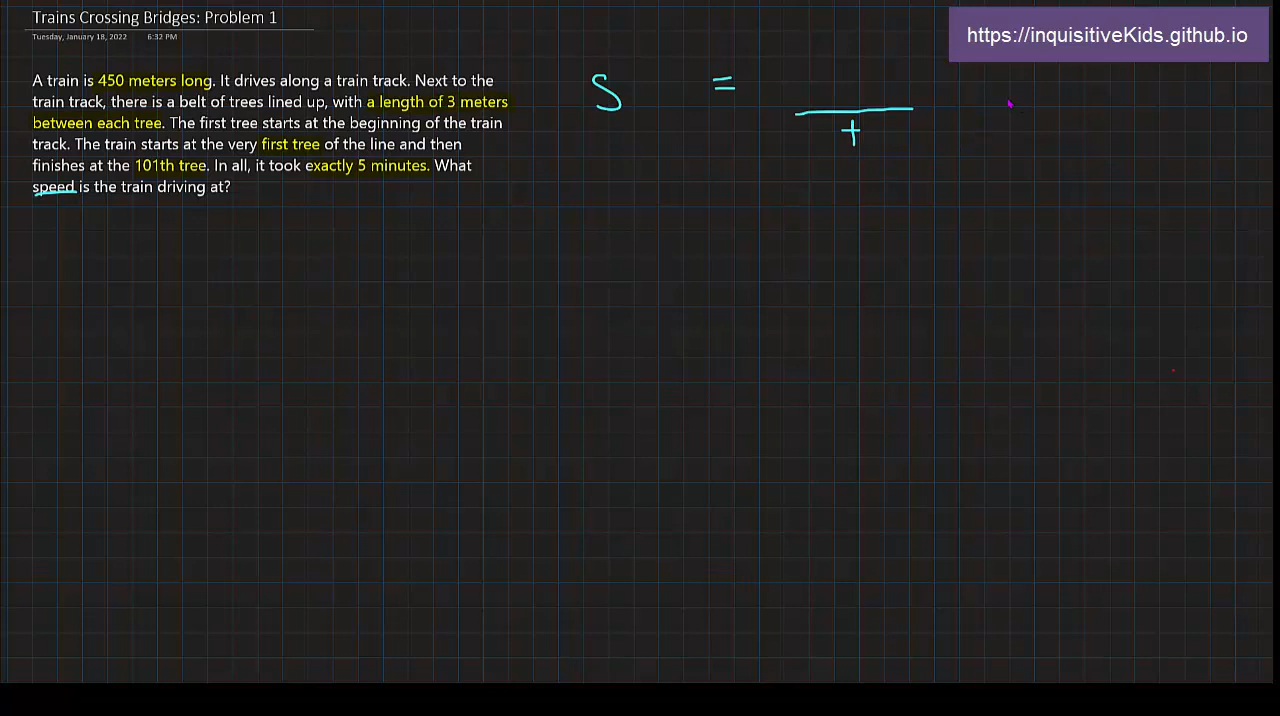 Trains Crossing Bridges: Problem 1
Tuesday, January 18, 2022 6:32 PM
https://inquisitiveKids.github.io
A train is 450 meters long. It drives along a train track. Next to the
train track, there is a belt of trees lined up, with a length of 3 meters
between each tree. The first tree starts at the beginning of the train
track. The train starts at the very first tree of the line and then
finishes at the 101th tree. In all, it took exactly 5 minutes. What
speed is the train driving at?
S =
t